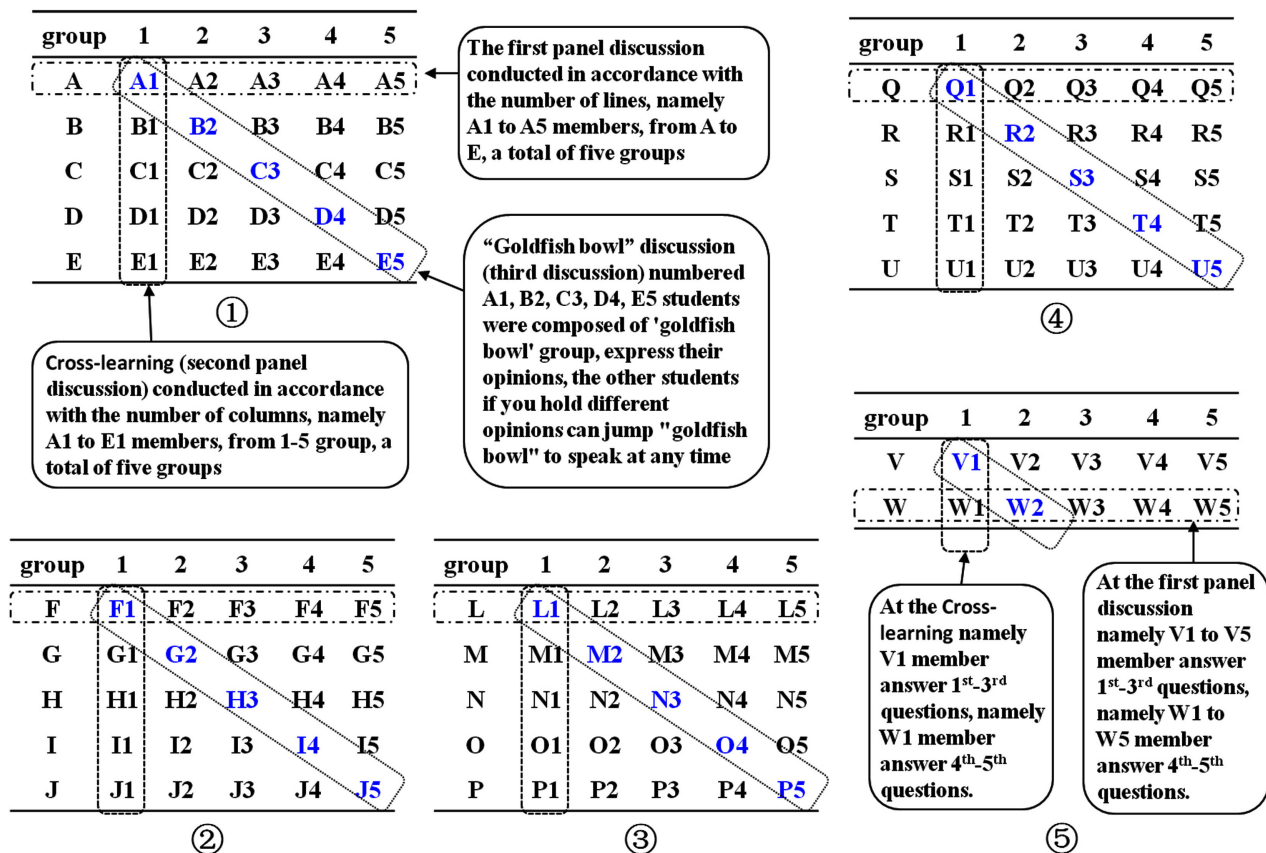 group 1 2 3 4 5
A A1 A2 A3 A4 A5
B B1 B2 B3 B4 B5
C C1 C2 C3 C4 C5
D D1 D2 D3 D4 D5
E E1 E2 E3 E4 E5
①
The first panel discussion
conducted in accordance with
the number of lines, namely
A1 to A5 members, from A to
E, a total of five groups
“Goldfish bowl” discussion
(third discussion) numbered
A1, B2, C3, D4, E5 students
were composed of 'goldfish
bowl' group, express their
opinions, the other students
if you hold different
opinions can jump "goldfish
bowl" to speak at any time
Cross-learning (second panel
discussion) conducted in accordance
with the number of columns, namely
A1 to E1 members, from 1-5 group, a
total of five groups
group 1 2 3 4 5
F F1 F2 F3 F4 F5
G G1 G2 G3 G4 G5
H H1 H2 H3 H4 H5
I I1 I2 I3 I4 I5
J J1 J2 J3 J4 J5
②
group 1 2 3 4 5
L L1 L2 L3 L4 L5
M M1 M2 M3 M4 M5
N N1 N2 N3 N4 N5
O O1 O2 O3 O4 O5
P P1 P2 P3 P4 P5
③
group 1 2 3 4 5
Q Q1 Q2 Q3 Q4 Q5
R R1 R2 R3 R4 R5
S S1 S2 S3 S4 S5
T T1 T2 T3 T4 T5
U U1 U2 U3 U4 U5
④
group 1 2 3 4 5
V V1 V2 V3 V4 V5
W W1 W2 W3 W4 W5
At the Cross-
learning namely
V1 member
answer 1st-3rd
questions, namely
W1 member
answer 4th-5th
questions.
At the first panel
discussion
namely V1 to V5
member answer
1st-3rd questions,
namely W1 to
W5 member
answer 4th-5th
questions.
⑤